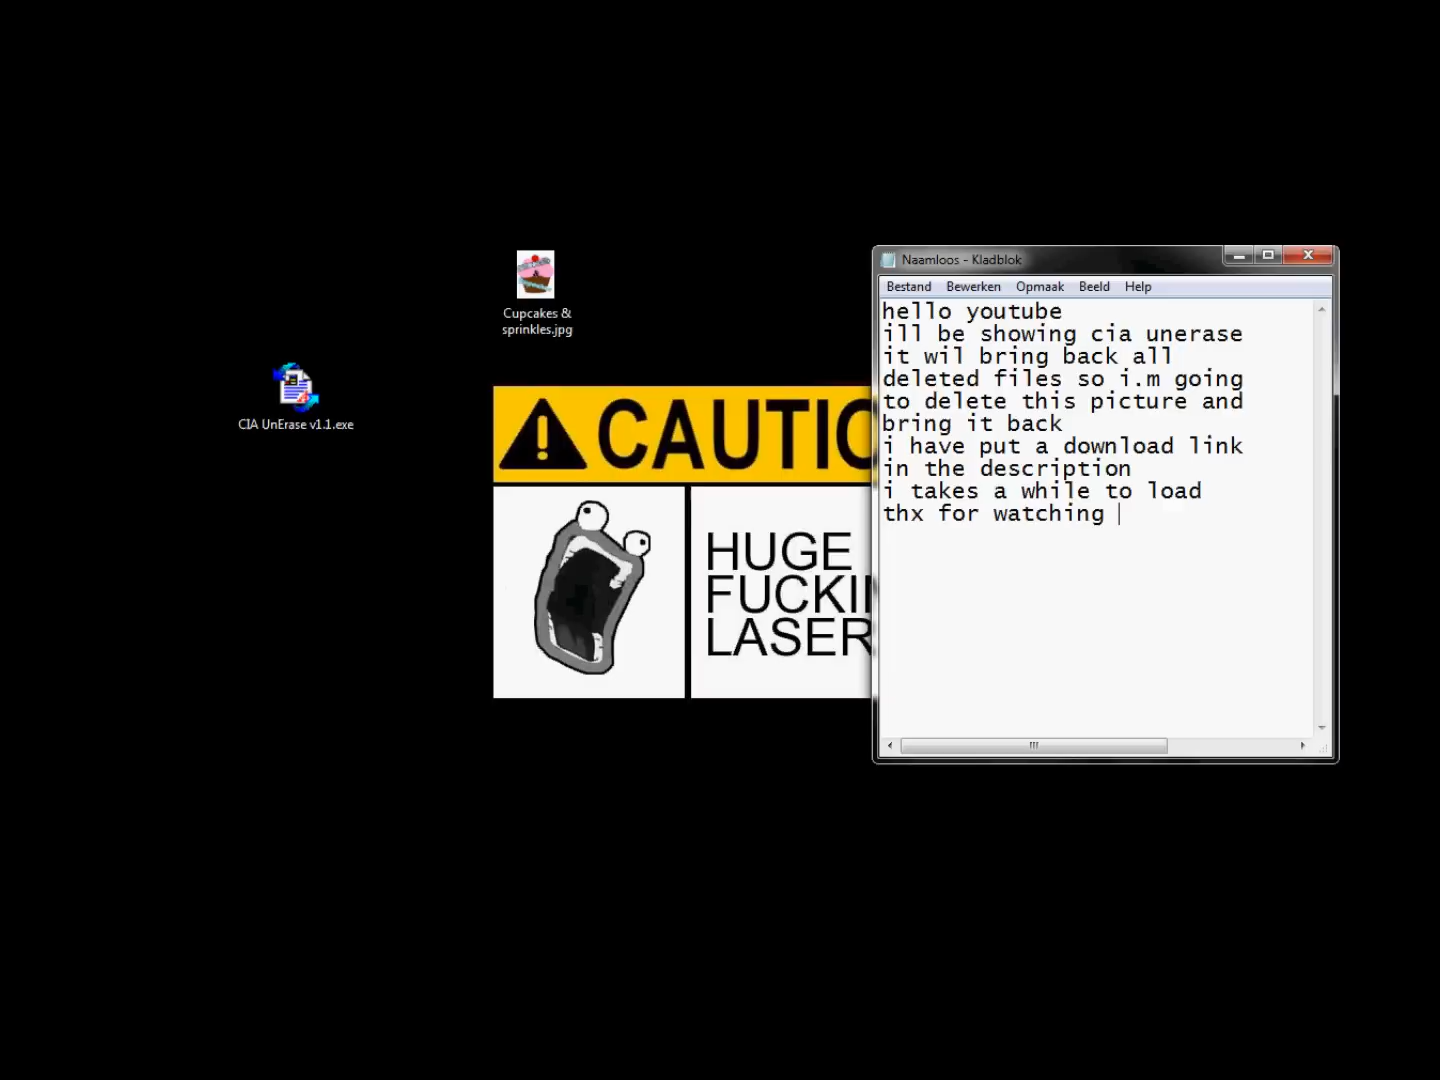 Cupcakes &
sprinkles.jpg
CIA UnErase v1.1.exe
CAUTIO
HUGE
FUCKIN
LASER
Naamloos - Kladblok
Bestand Bewerken Opmaak Beeld Help
hello youtube
ill be showing cia unerase
it wil bring back all
deleted files so i.m going
to delete this picture and
bring it back
i have put a download link
in the description
i takes a while to load
thx for watching